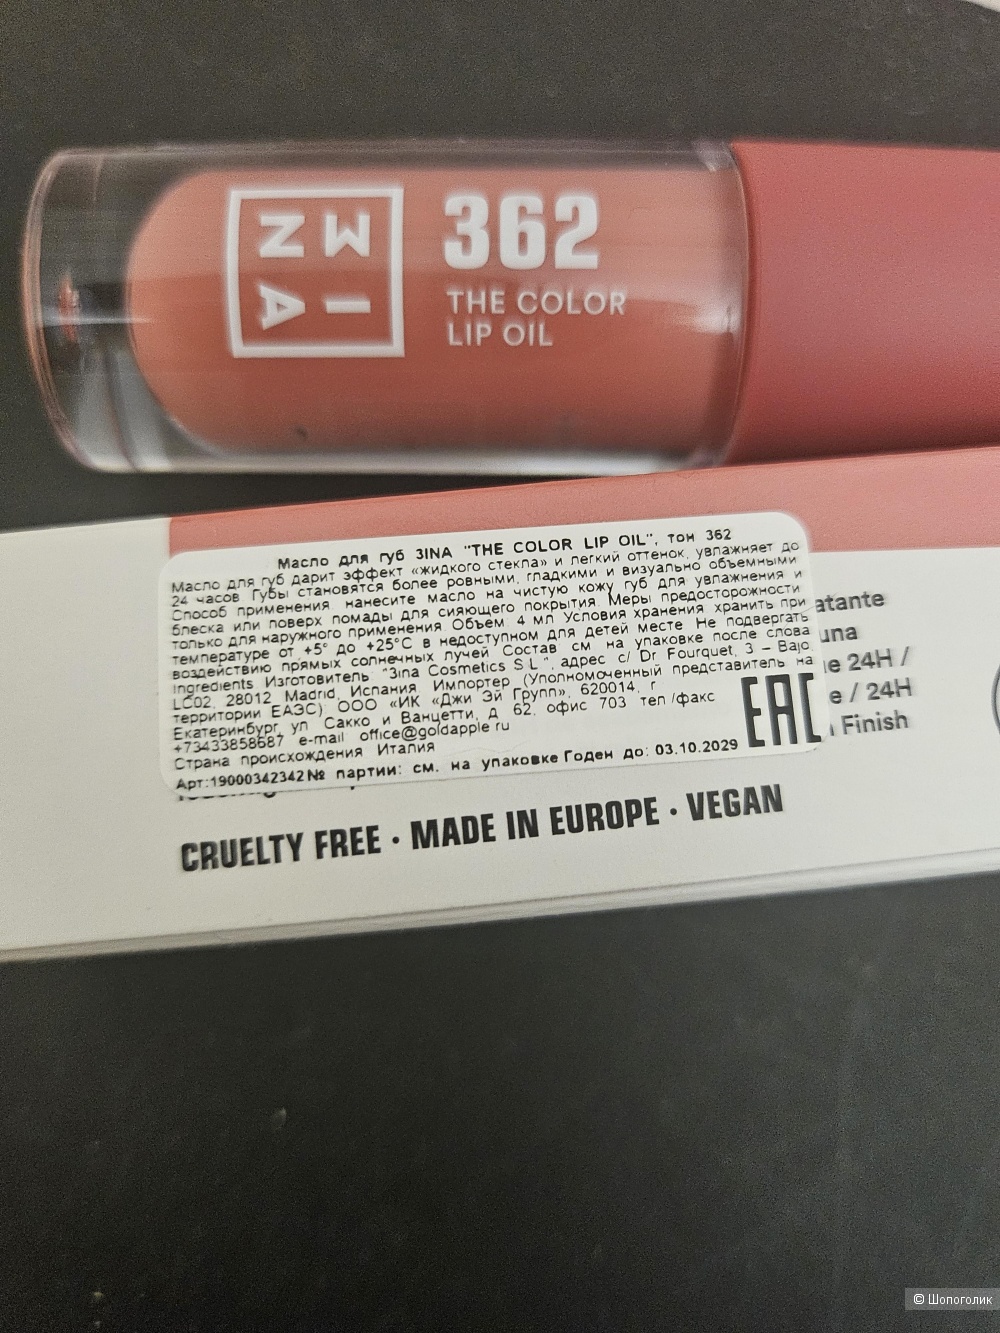 3INA
362
THE COLOR
LIP OIL
Масло для губ 3INA "THE COLOR LIP OIL", тон 362
Масло для губ дарит эффект «жидкого стекла» и легкий оттенок, увлажняет до
24 часов Губы становятся более ровными, гладкими и визуально объемными
Способ применения нанесите масло на чистую кожу губ для увлажнения и
блеска или поверх помады для сияющего покрытия. Меры предосторожности
только для наружного применения Объем 4 мл Условия хранения хранить при
температуре от +5° до +25°C в недоступном для детей месте Не подвергать
воздействию прямых солнечных лучей Состав см на упаковке после слова
Ingredients Изготовитель "3ina Cosmetics S L ", адрес c/ Dr Fourquet, 3 – Bajo
LC02, 28012 Madrid, Испания Импортер (Уполномоченный представитель на
территории ЕАЭС) ООО «ИК «Джи Эй Групп», 620014, г
Екатеринбург, ул Сакко и Ванцетти, д 62, офис 703 тел /факс
+73433858687 e-mail office@goldapple ru
Страна происхождения Италия
Арт:19000342342 № партии: см. на упаковке Годен до: 03.10.2029
EAC
atante
una
e 24H /
e / 24H
Finish
CRUELTY FREE · MADE IN EUROPE · VEGAN
© Шопоголик